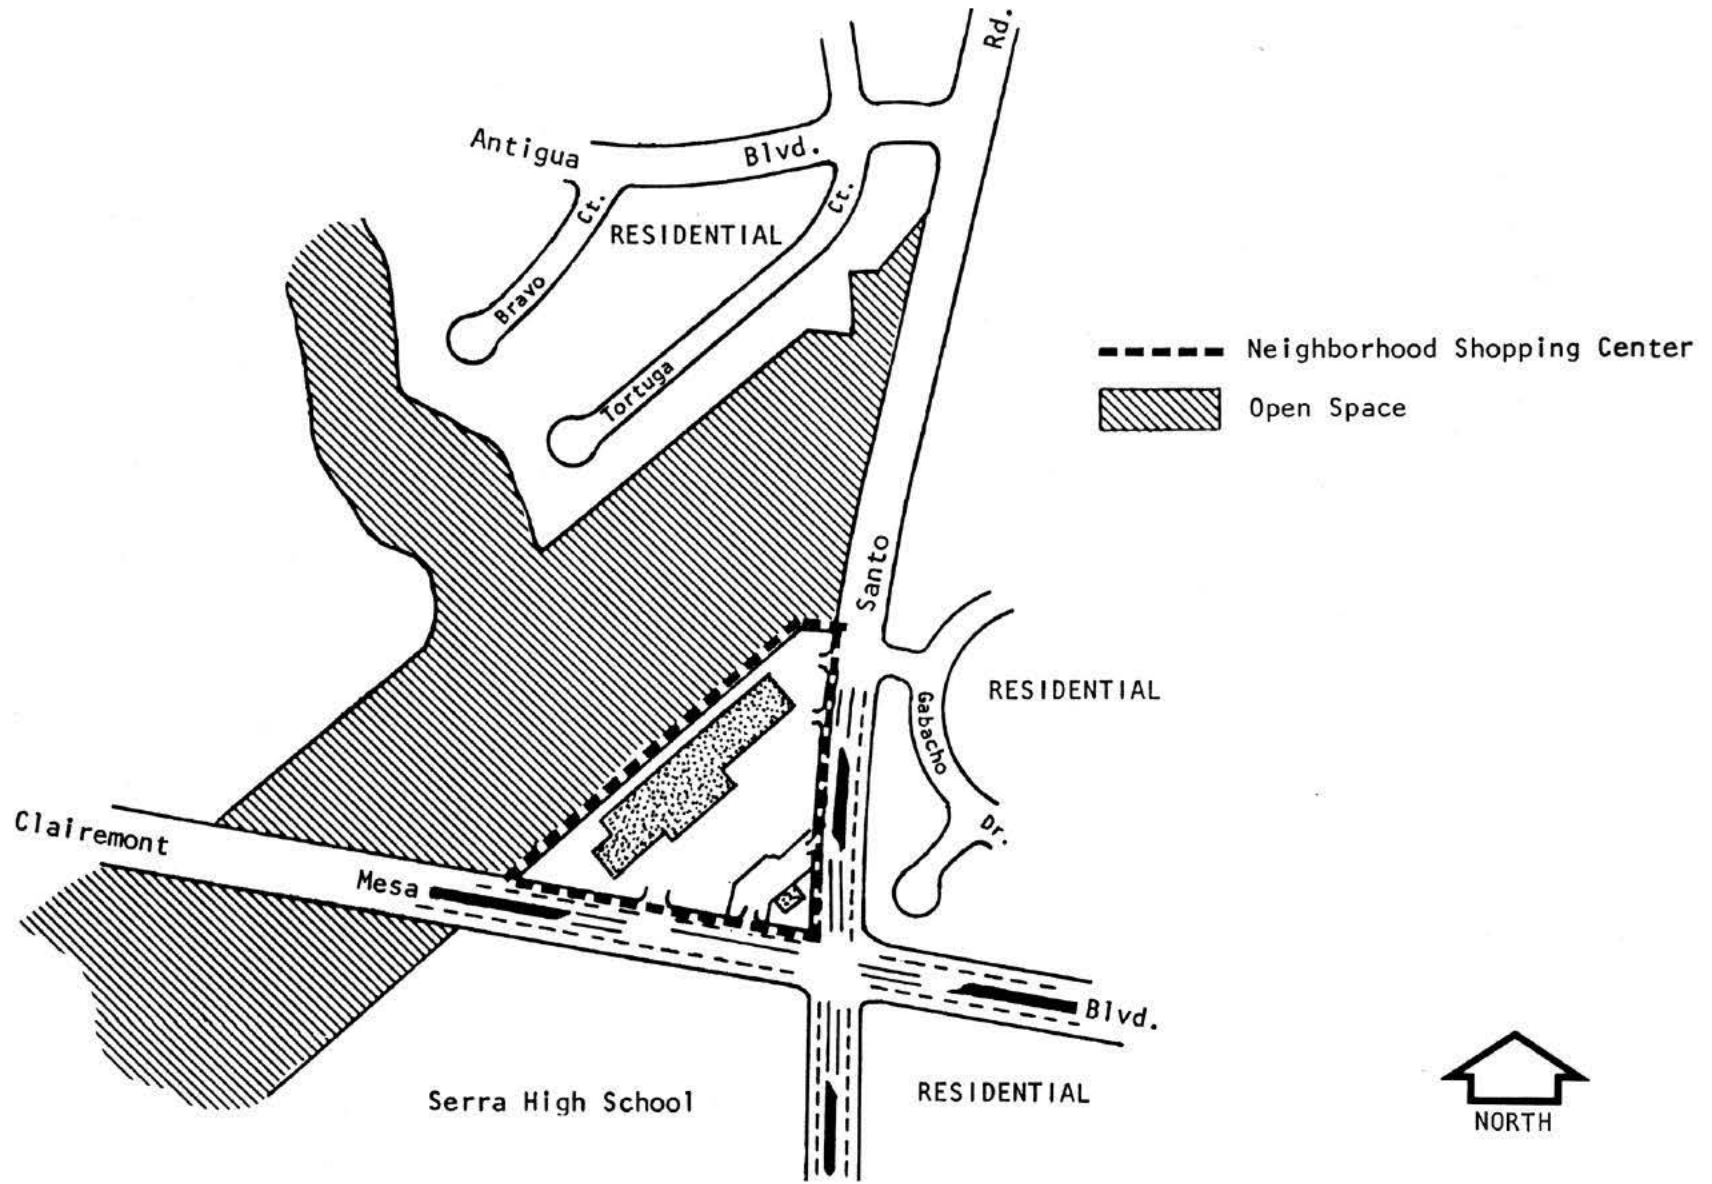 Rd.
Antigua Blvd.
Ct.
Ct.
RESIDENTIAL
Bravo
Tortuga
Neighborhood Shopping Center
Open Space
Santo
RESIDENTIAL
Gabacho
Dr.
Clairemont
Mesa
Blvd.
Serra High School
RESIDENTIAL
NORTH